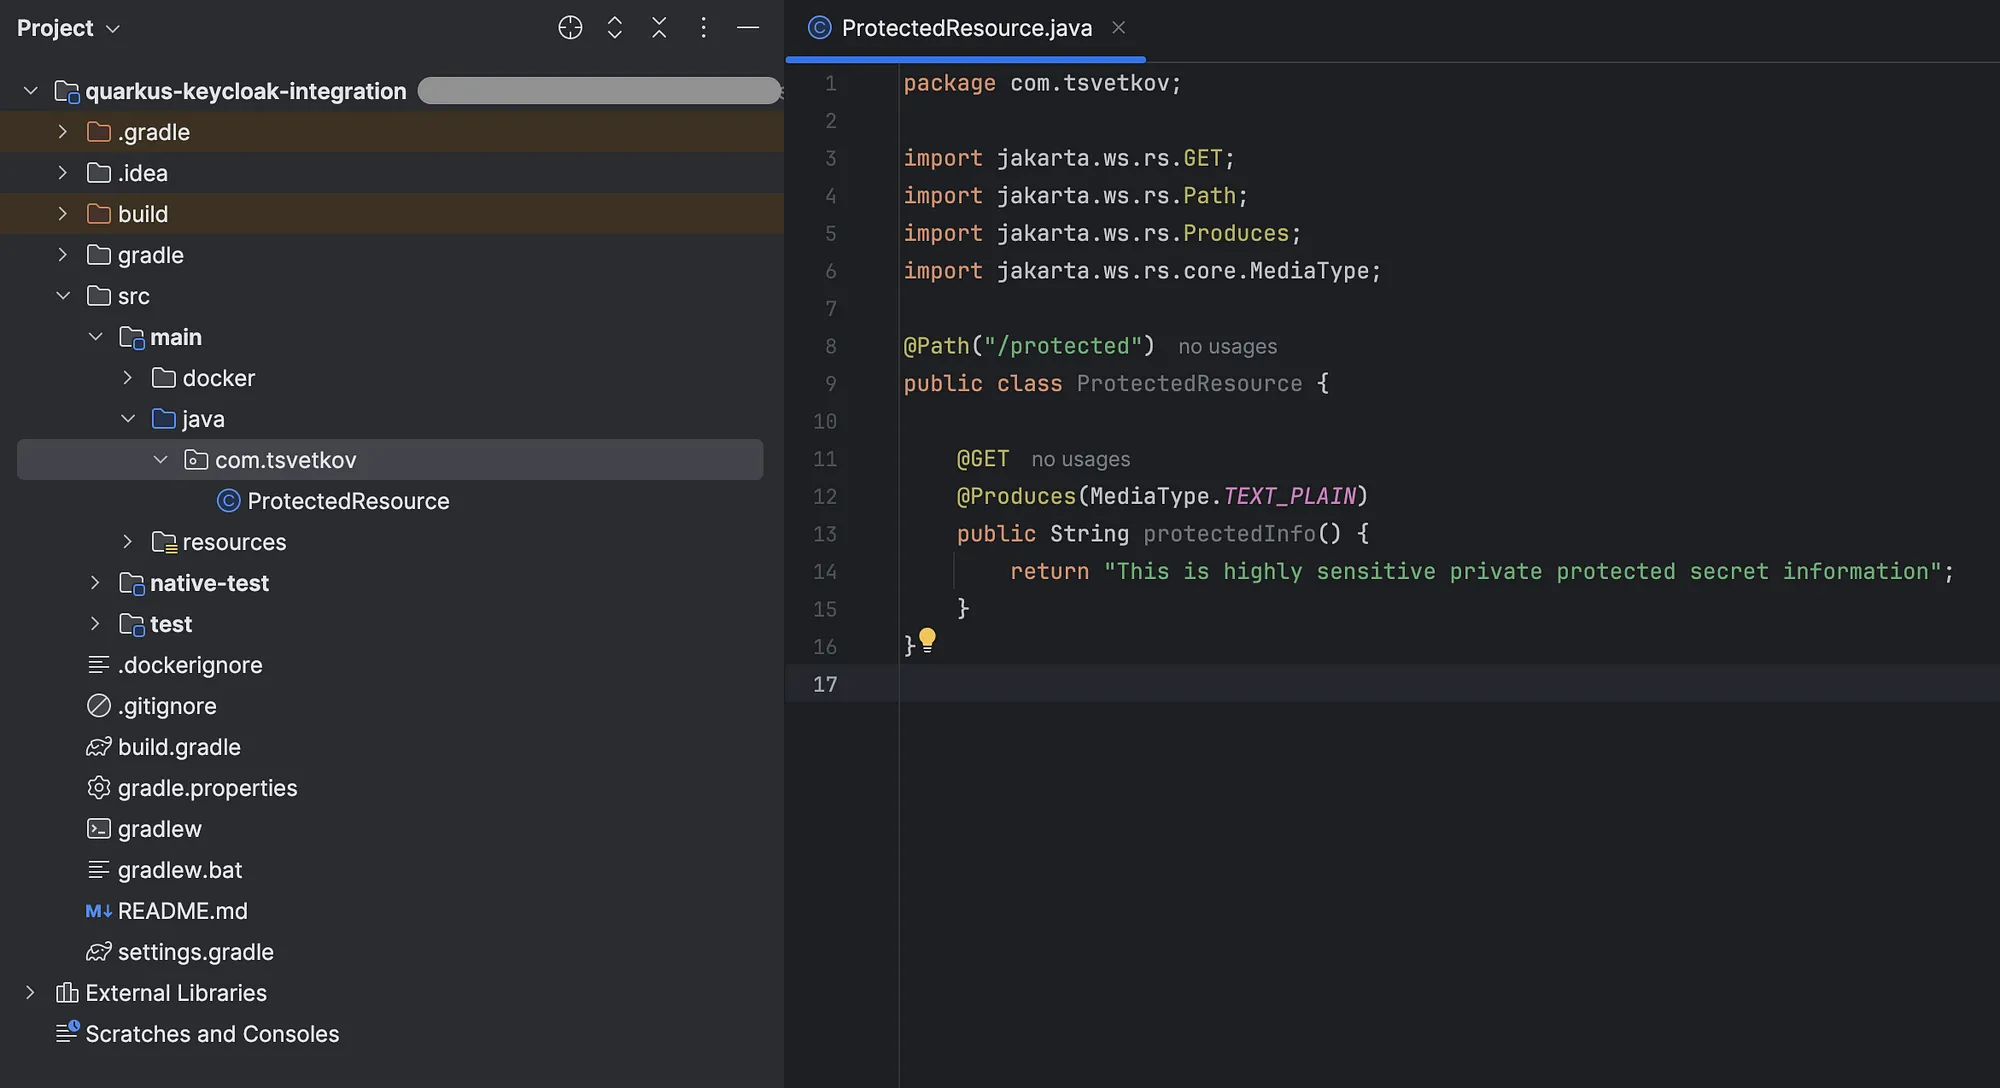 Project
quarkus-keycloak-integration
.gradle
.idea
build
gradle
src
main
docker
java
com.tsvetkov
ProtectedResource
resources
native-test
test
.dockerignore
.gitignore
build.gradle
gradle.properties
gradlew
gradlew.bat
M↓ README.md
settings.gradle
External Libraries
Scratches and Consoles
ProtectedResource.java
1 package com.tsvetkov;
2
3 import jakarta.ws.rs.GET;
4 import jakarta.ws.rs.Path;
5 import jakarta.ws.rs.Produces;
6 import jakarta.ws.rs.core.MediaType;
7
8 @Path("/protected") no usages
9 public class ProtectedResource {
10
11 @GET no usages
12 @Produces(MediaType.TEXT_PLAIN)
13 public String protectedInfo() {
14 return "This is highly sensitive private protected secret information";
15 }
16 }
17